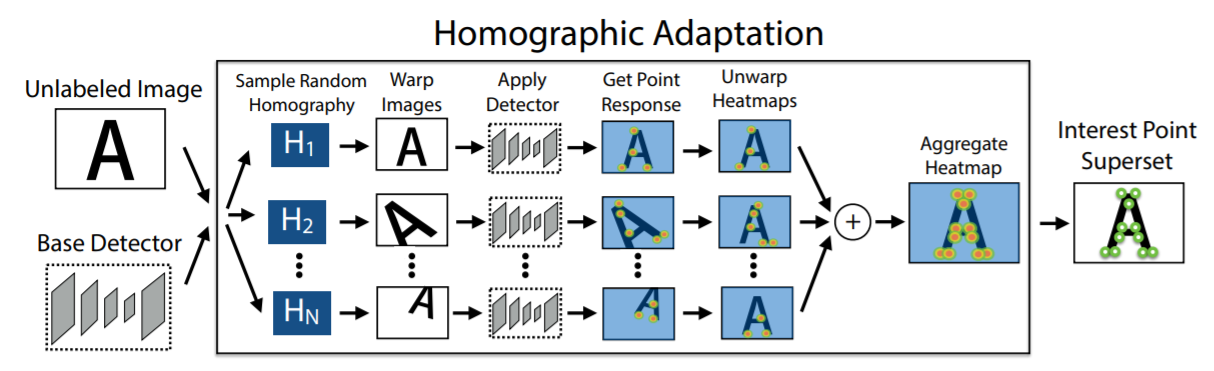 Homographic Adaptation
Unlabeled Image
A
Base Detector
Sample Random
Homography
Warp
Images
Apply
Detector
Get Point
Response
Unwarp
Heatmaps
H1
A
A
A
H2
A
A
A
HN
A
A
A
+
Aggregate
Heatmap
A
Interest Point
Superset
A